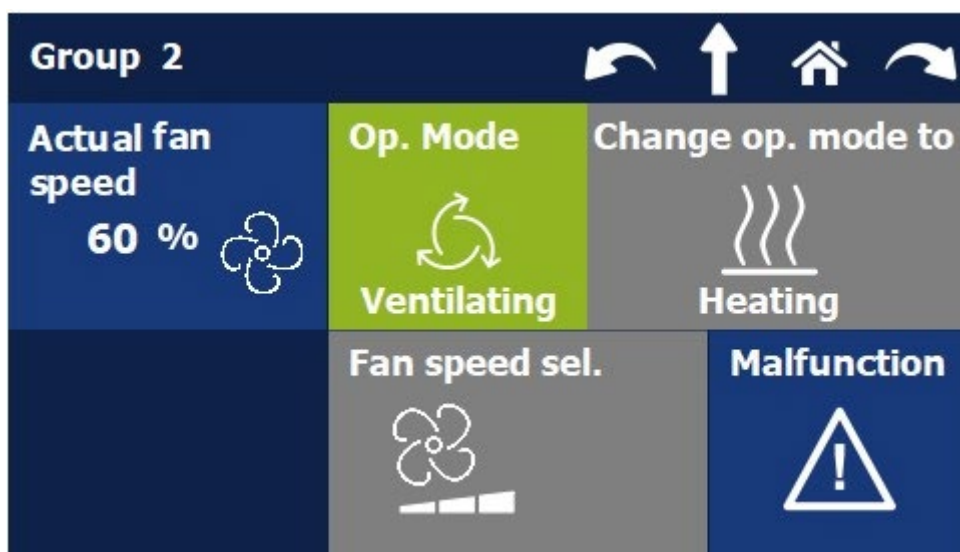 Group 2
Actual fan
speed
60 %
Op. Mode
Ventilating
Change op. mode to
Heating
Fan speed sel.
Malfunction
!